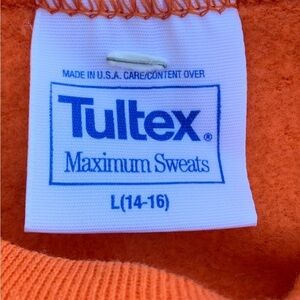 MADE IN U.S.A. CARE/CONTENT OVER
Tultex®
Maximum Sweats
L(14-16)